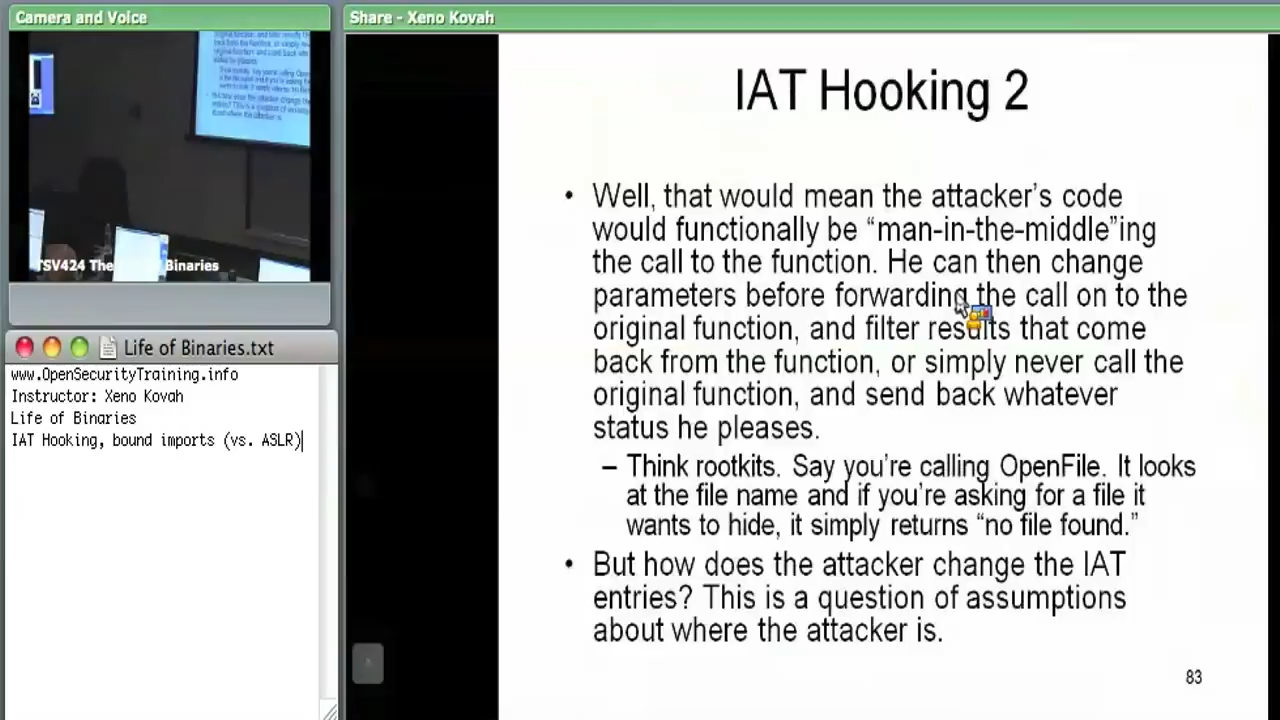 Camera and Voice
TSV424 The Binaries
Life of Binaries.txt
www.OpenSecurityTraining.info
Instructor: Xeno Kovah
Life of Binaries
IAT Hooking, bound imports (vs. ASLR)
Share - Xeno Kovah
IAT Hooking 2
• Well, that would mean the attacker's code
would functionally be “man-in-the-middle”ing
the call to the function. He can then change
parameters before forwarding the call on to the
original function, and filter results that come
back from the function, or simply never call the
original function, and send back whatever
status he pleases.
– Think rootkits. Say you're calling OpenFile. It looks
at the file name and if you're asking for a file it
wants to hide, it simply returns “no file found.”
• But how does the attacker change the IAT
entries? This is a question of assumptions
about where the attacker is.
83